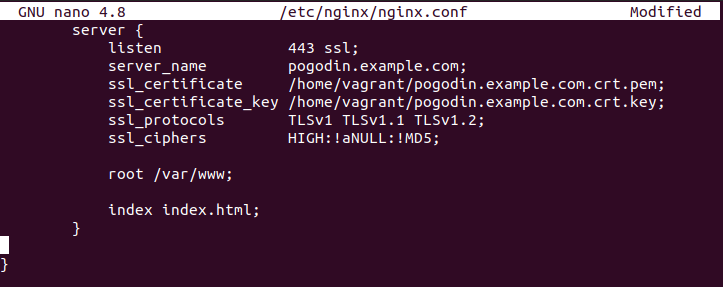 GNU nano 4.8 /etc/nginx/nginx.conf Modified
server {
listen 443 ssl;
server_name pogodin.example.com;
ssl_certificate /home/vagrant/pogodin.example.com.crt.pem;
ssl_certificate_key /home/vagrant/pogodin.example.com.crt.key;
ssl_protocols TLSv1 TLSv1.1 TLSv1.2;
ssl_ciphers HIGH:!aNULL:!MD5;
root /var/www;
index index.html;
}
}